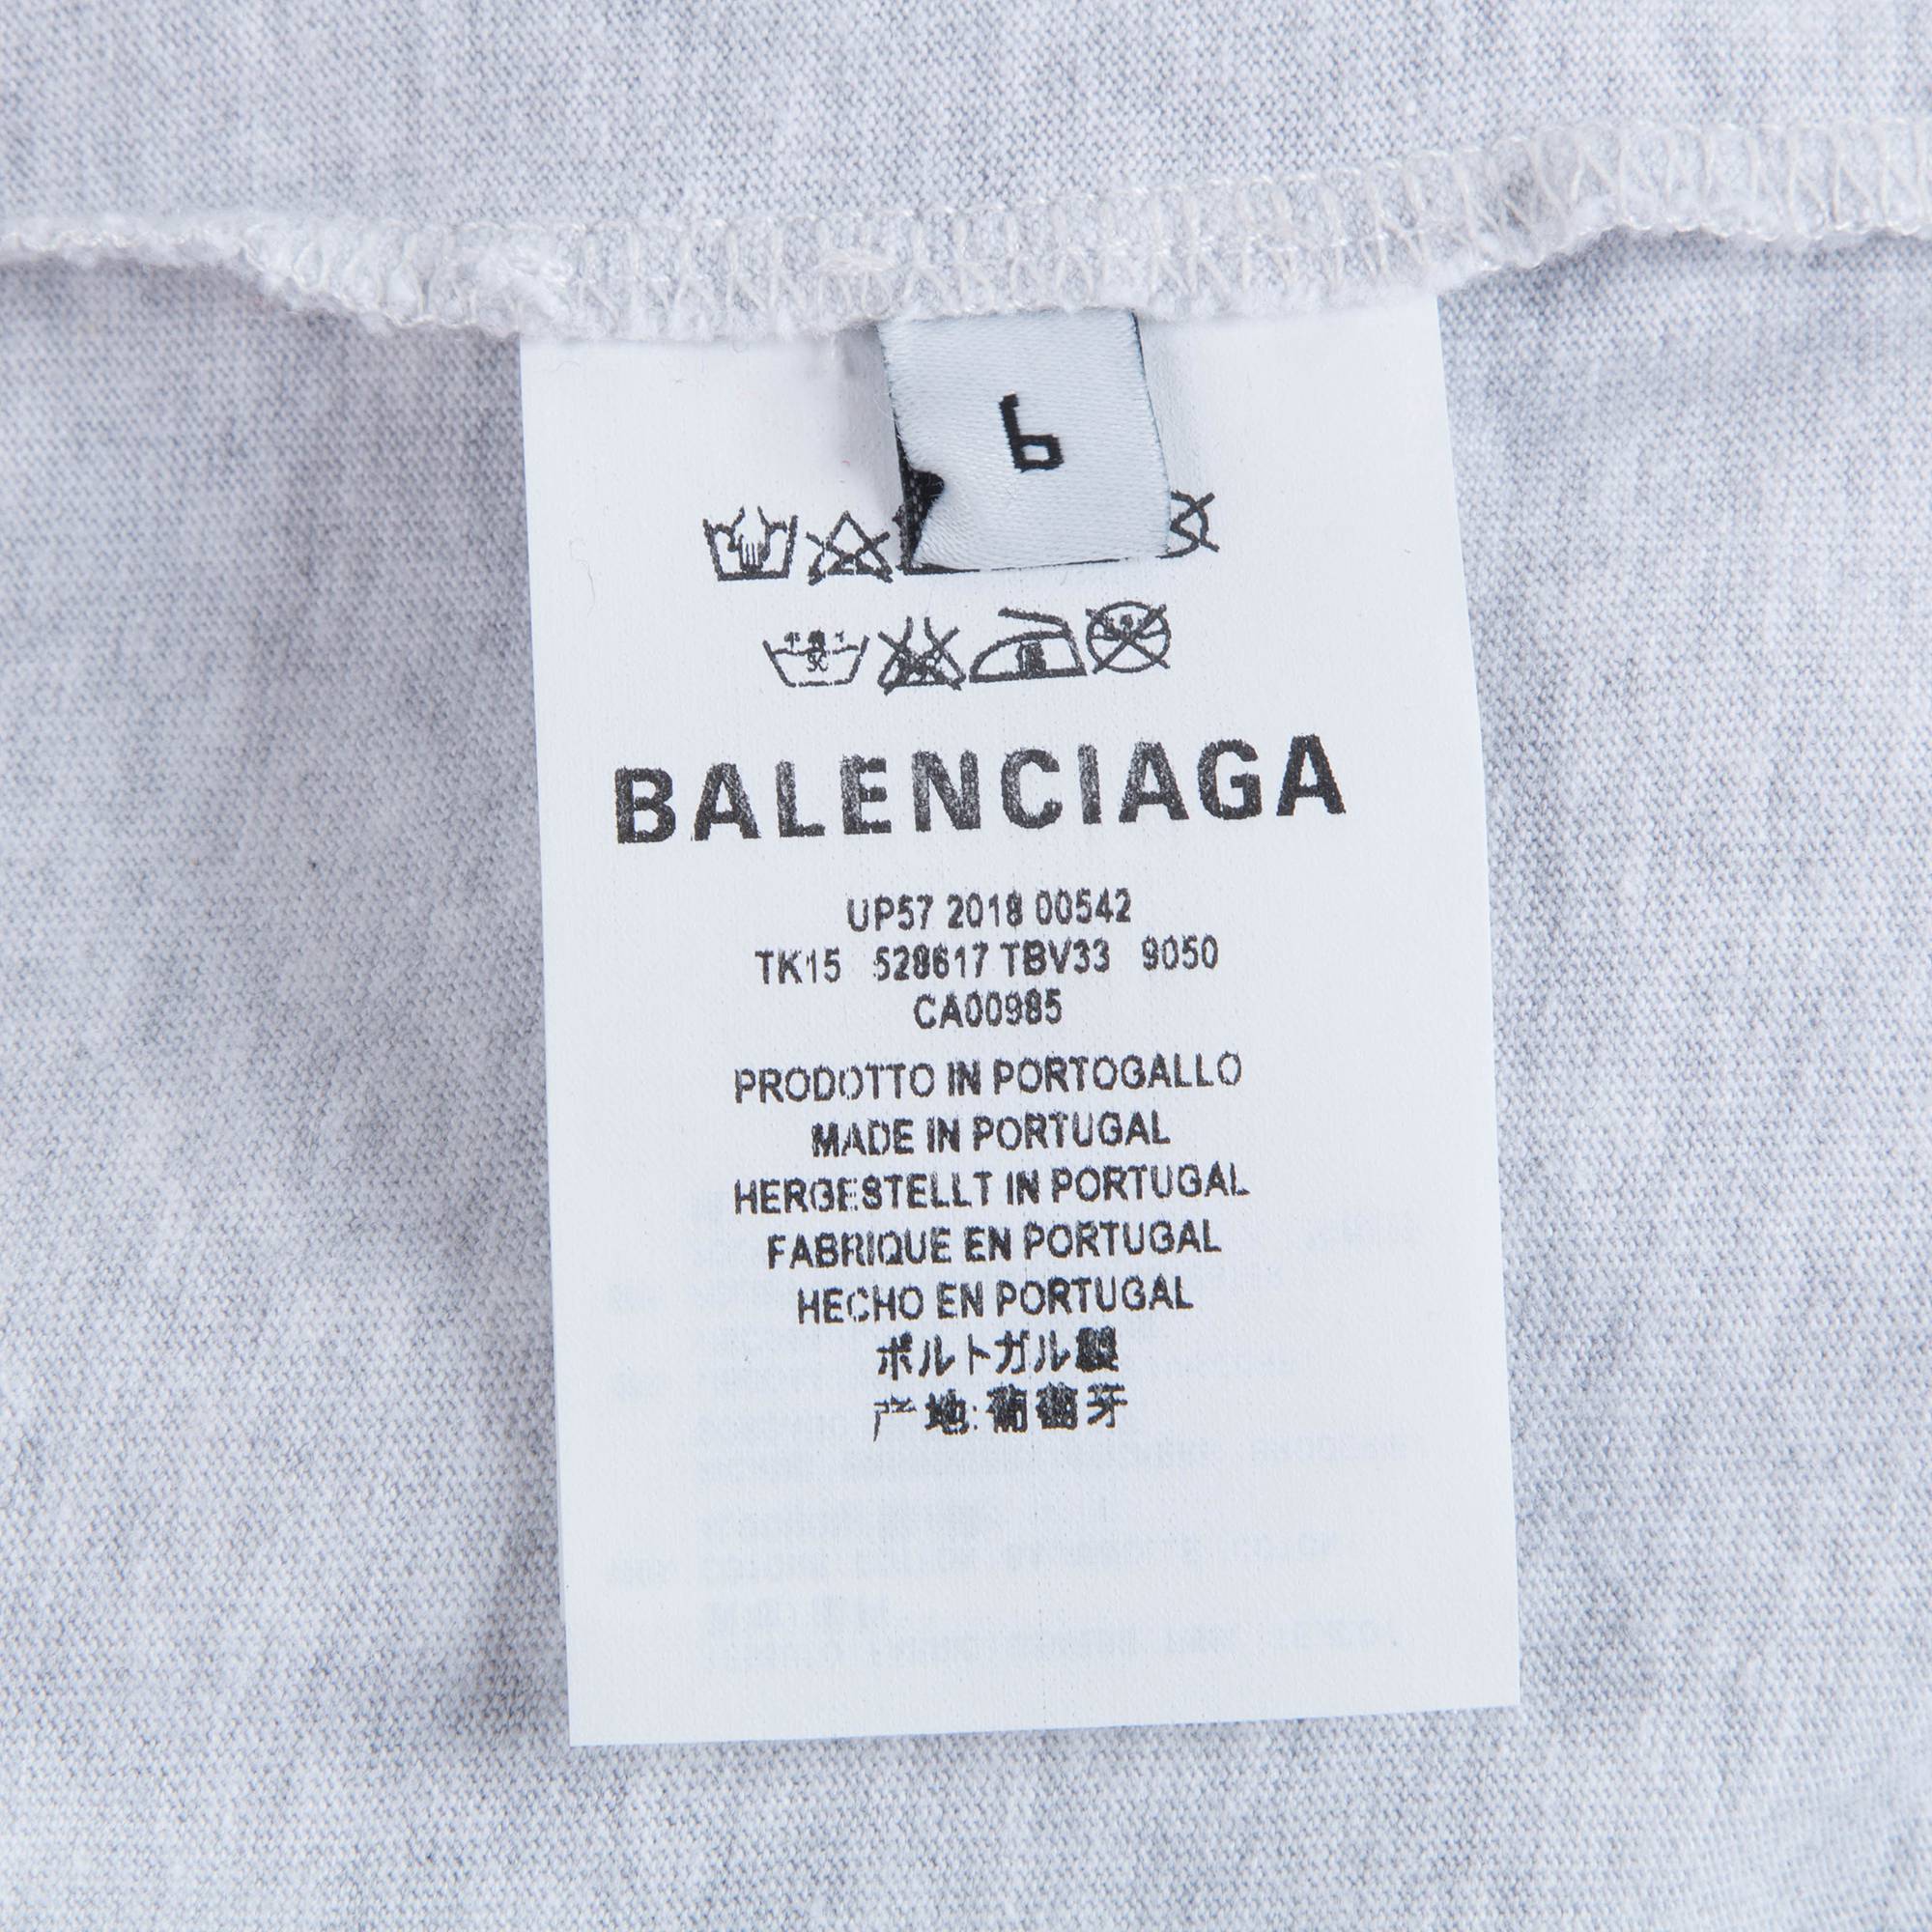 6
BALENCIAGA
UP57 2018 00542
TK15 528617 TBV33 9050
CA00985
PRODOTTO IN PORTOGALLO
MADE IN PORTUGAL
HERGESTELLT IN PORTUGAL
FABRIQUE EN PORTUGAL
HECHO EN PORTUGAL
ポルトガル製
产地:葡萄牙